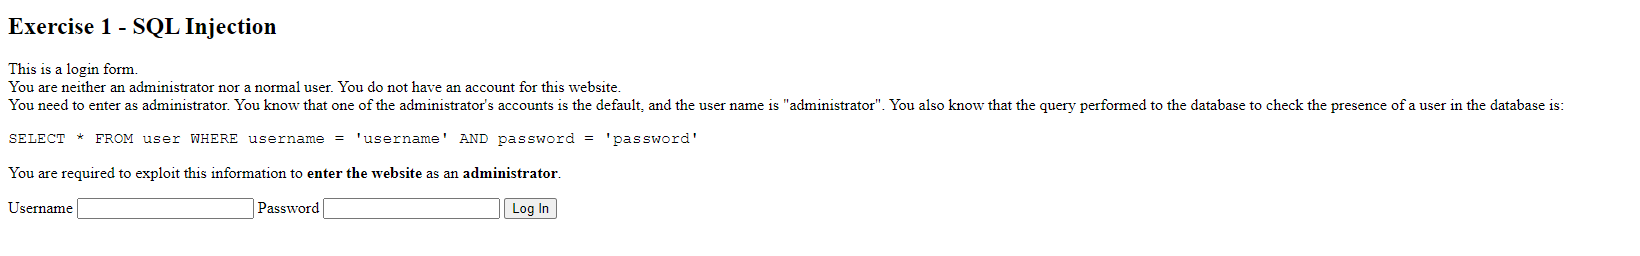 Exercise 1 - SQL Injection
This is a login form.
You are neither an administrator nor a normal user. You do not have an account for this website.
You need to enter as administrator. You know that one of the administrator's accounts is the default, and the user name is "administrator". You also know that the query performed to the database to check the presence of a user in the database is:
SELECT * FROM user WHERE username = 'username' AND password = 'password'
You are required to exploit this information to enter the website as an administrator.
Username Password Log In